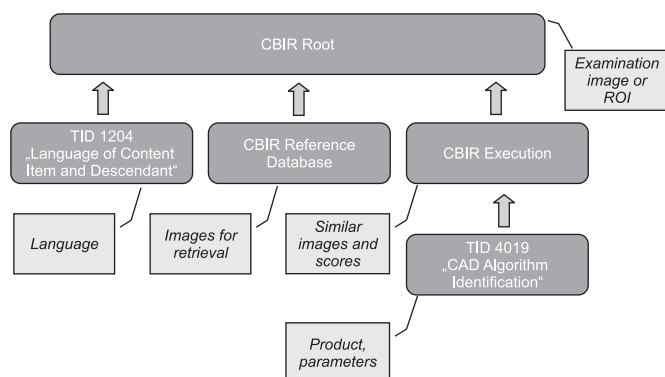 CBIR Root
Examination
image or
ROI
TID 1204
„Language of Content
Item and Descendant“
CBIR Reference
Database
CBIR Execution
Language
Images for
retrieval
Similar
images and
scores
TID 4019
„CAD Algorithm
Identification“
Product,
parameters